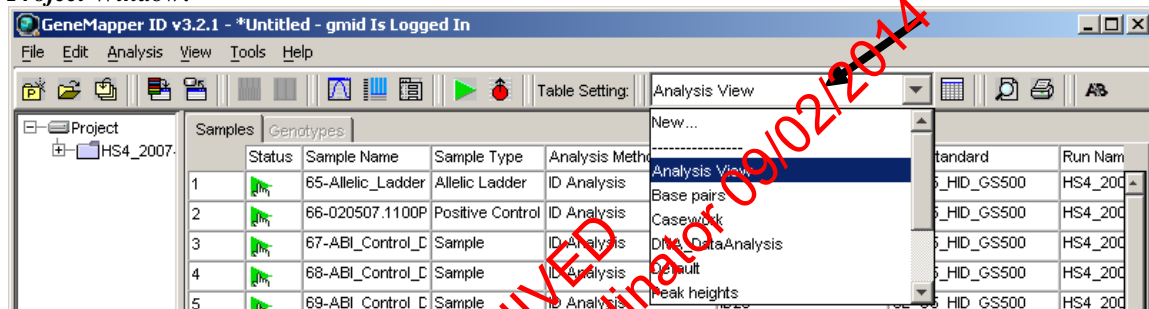 Project Window.
GeneMapper ID v3.2.1 - *Untitled - gmid Is Logged In
File Edit Analysis View Tools Help
Table Setting: Analysis View
New...
----------------
Analysis View
Base pairs
Casework
DNA_DataAnalysis
Default
Peak heights
Project
HS4_2007-
Samples Genotypes
Status Sample Name Sample Type Analysis Metho tandard Run Nam
1 65-Allelic_Ladder Allelic Ladder ID Analysis _HID_GS500 HS4_200
2 66-020507.1100P Positive Control ID Analysis _HID_GS500 HS4_200
3 67-ABI_Control_D Sample ID Analysis _HID_GS500 HS4_200
4 68-ABI_Control_D Sample ID Analysis _HID_GS500 HS4_200
5 69-ABI_Control_D Sample ID Analysis _HID_GS500 HS4_200
HIVED
inator 09/02/2014